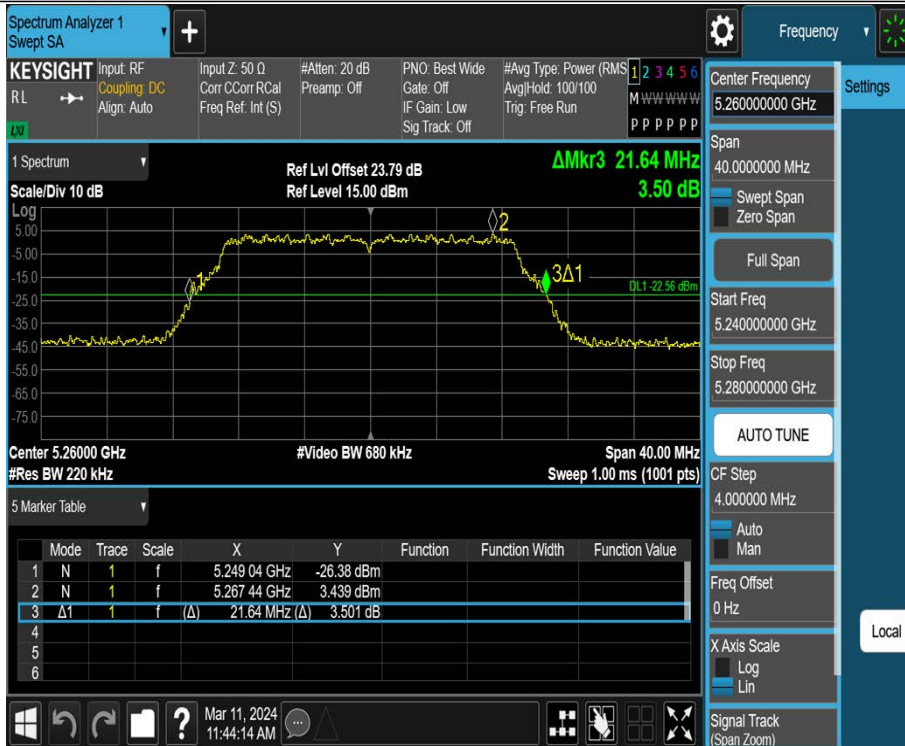 Spectrum Analyzer 1
Swept SA
+
Frequency
KEYSIGHT
RL
LXI
Input: RF
Coupling: DC
Align: Auto
Input Z: 50 Ω
Corr CCorr RCal
Freq Ref: Int (S)
#Atten: 20 dB
Preamp: Off
PNO: Best Wide
Gate: Off
IF Gain: Low
Sig Track: Off
#Avg Type: Power (RMS
Avg|Hold: 100/100
Trig: Free Run
1 2 3 4 5 6
M W W W W W
P P P P P P
1 Spectrum
Scale/Div 10 dB
Ref Lvl Offset 23.79 dB
Ref Level 15.00 dBm
ΔMkr3 21.64 MHz
3.50 dB
Log
5.00
-5.00
-15.0
-25.0
-35.0
-45.0
-55.0
-65.0
-75.0
1
2
3Δ1
DL1 -22.56 dBm
Center 5.26000 GHz
#Video BW 680 kHz
Span 40.00 MHz
#Res BW 220 kHz
Sweep 1.00 ms (1001 pts)
5 Marker Table
Mode Trace Scale X Y Function Function Width Function Value
1 N 1 f 5.249 04 GHz -26.38 dBm
2 N 1 f 5.267 44 GHz 3.439 dBm
3 Δ1 1 f (Δ) 21.64 MHz (Δ) 3.501 dB
4
5
6
?
Mar 11, 2024
11:44:14 AM
Center Frequency
5.260000000 GHz
Span
40.0000000 MHz
Swept Span
Zero Span
Full Span
Start Freq
5.240000000 GHz
Stop Freq
5.280000000 GHz
AUTO TUNE
CF Step
4.000000 MHz
Auto
Man
Freq Offset
0 Hz
X Axis Scale
Log
Lin
Signal Track
(Span Zoom)
Settings
Local